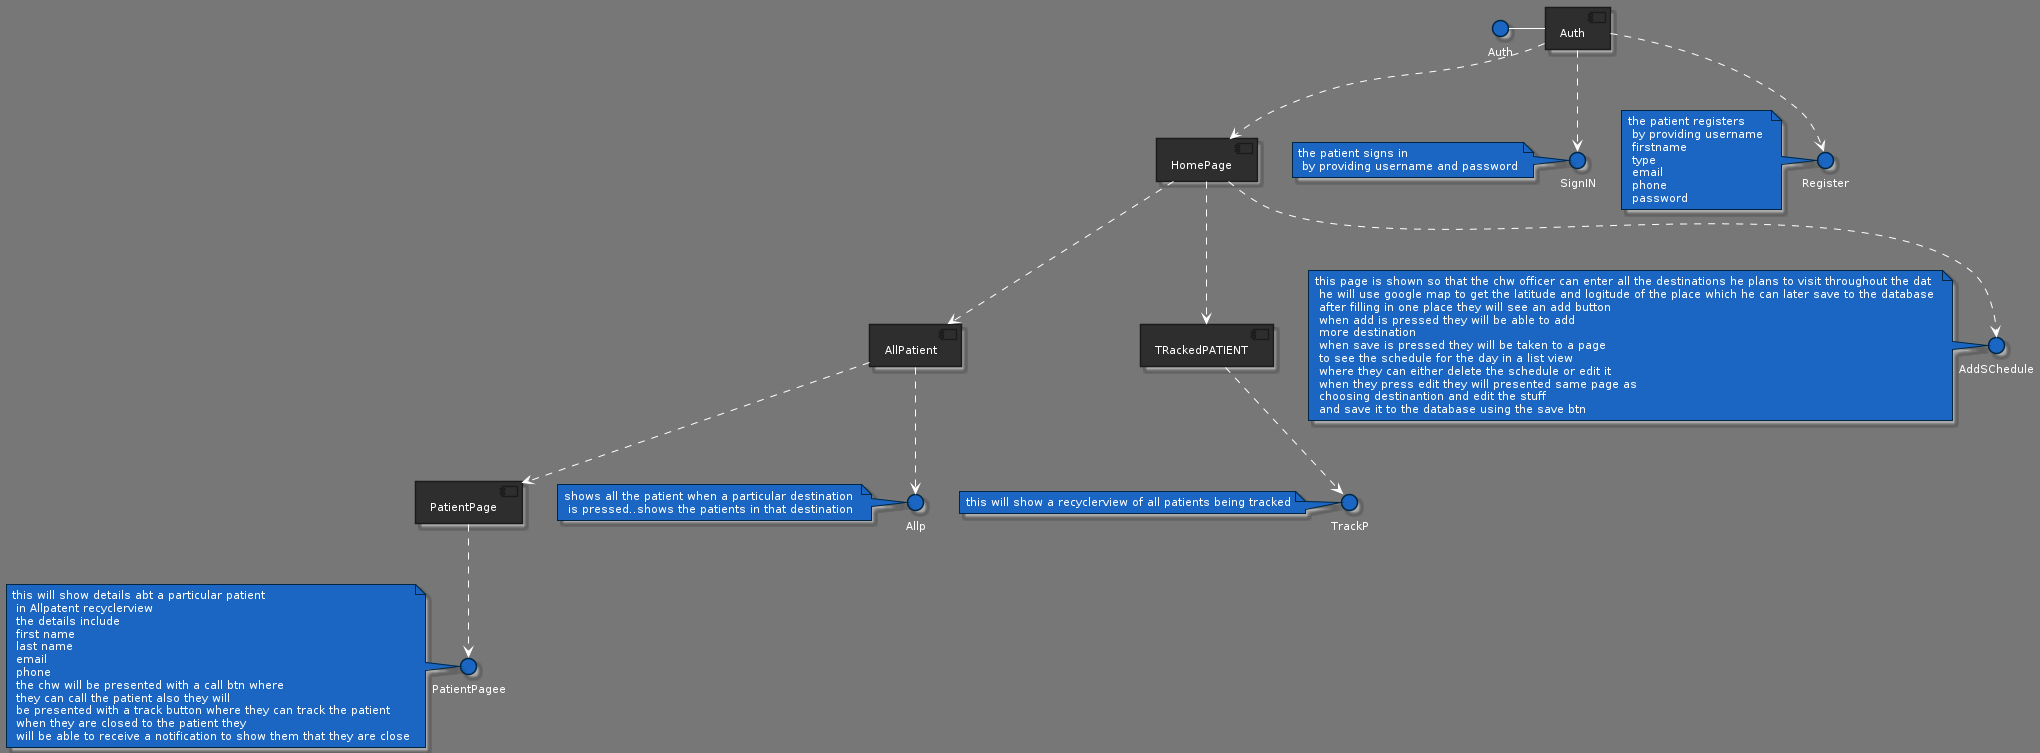 Auth
Auth
the patient registers
by providing username
firstname
type
email
phone
password
the patient signs in
by providing username and password
HomePage
SignIN
Register
this page is shown so that the chw officer can enter all the destinations he plans to visit throughout the dat
he will use google map to get the latitude and logitude of the place which he can later save to the database
after filling in one place they will see an add button
when add is pressed they will be able to add
more destination
when save is pressed they will be taken to a page
to see the schedule for the day in a list view
where they can either delete the schedule or edit it
when they press edit they will presented same page as
choosing destinantion and edit the stuff
and save it to the database using the save btn
AllPatient
TRackedPATIENT
AddSChedule
PatientPage
shows all the patient when a particular destination
is pressed..shows the patients in that destination
Allp
this will show a recyclerview of all patients being tracked
TrackP
this will show details abt a particular patient
in Allpatent recyclerview
the details include
first name
last name
email
phone
the chw will be presented with a call btn where
they can call the patient also they will
be presented with a track button where they can track the patient
when they are closed to the patient they
will be able to receive a notification to show them that they are close
PatientPagee